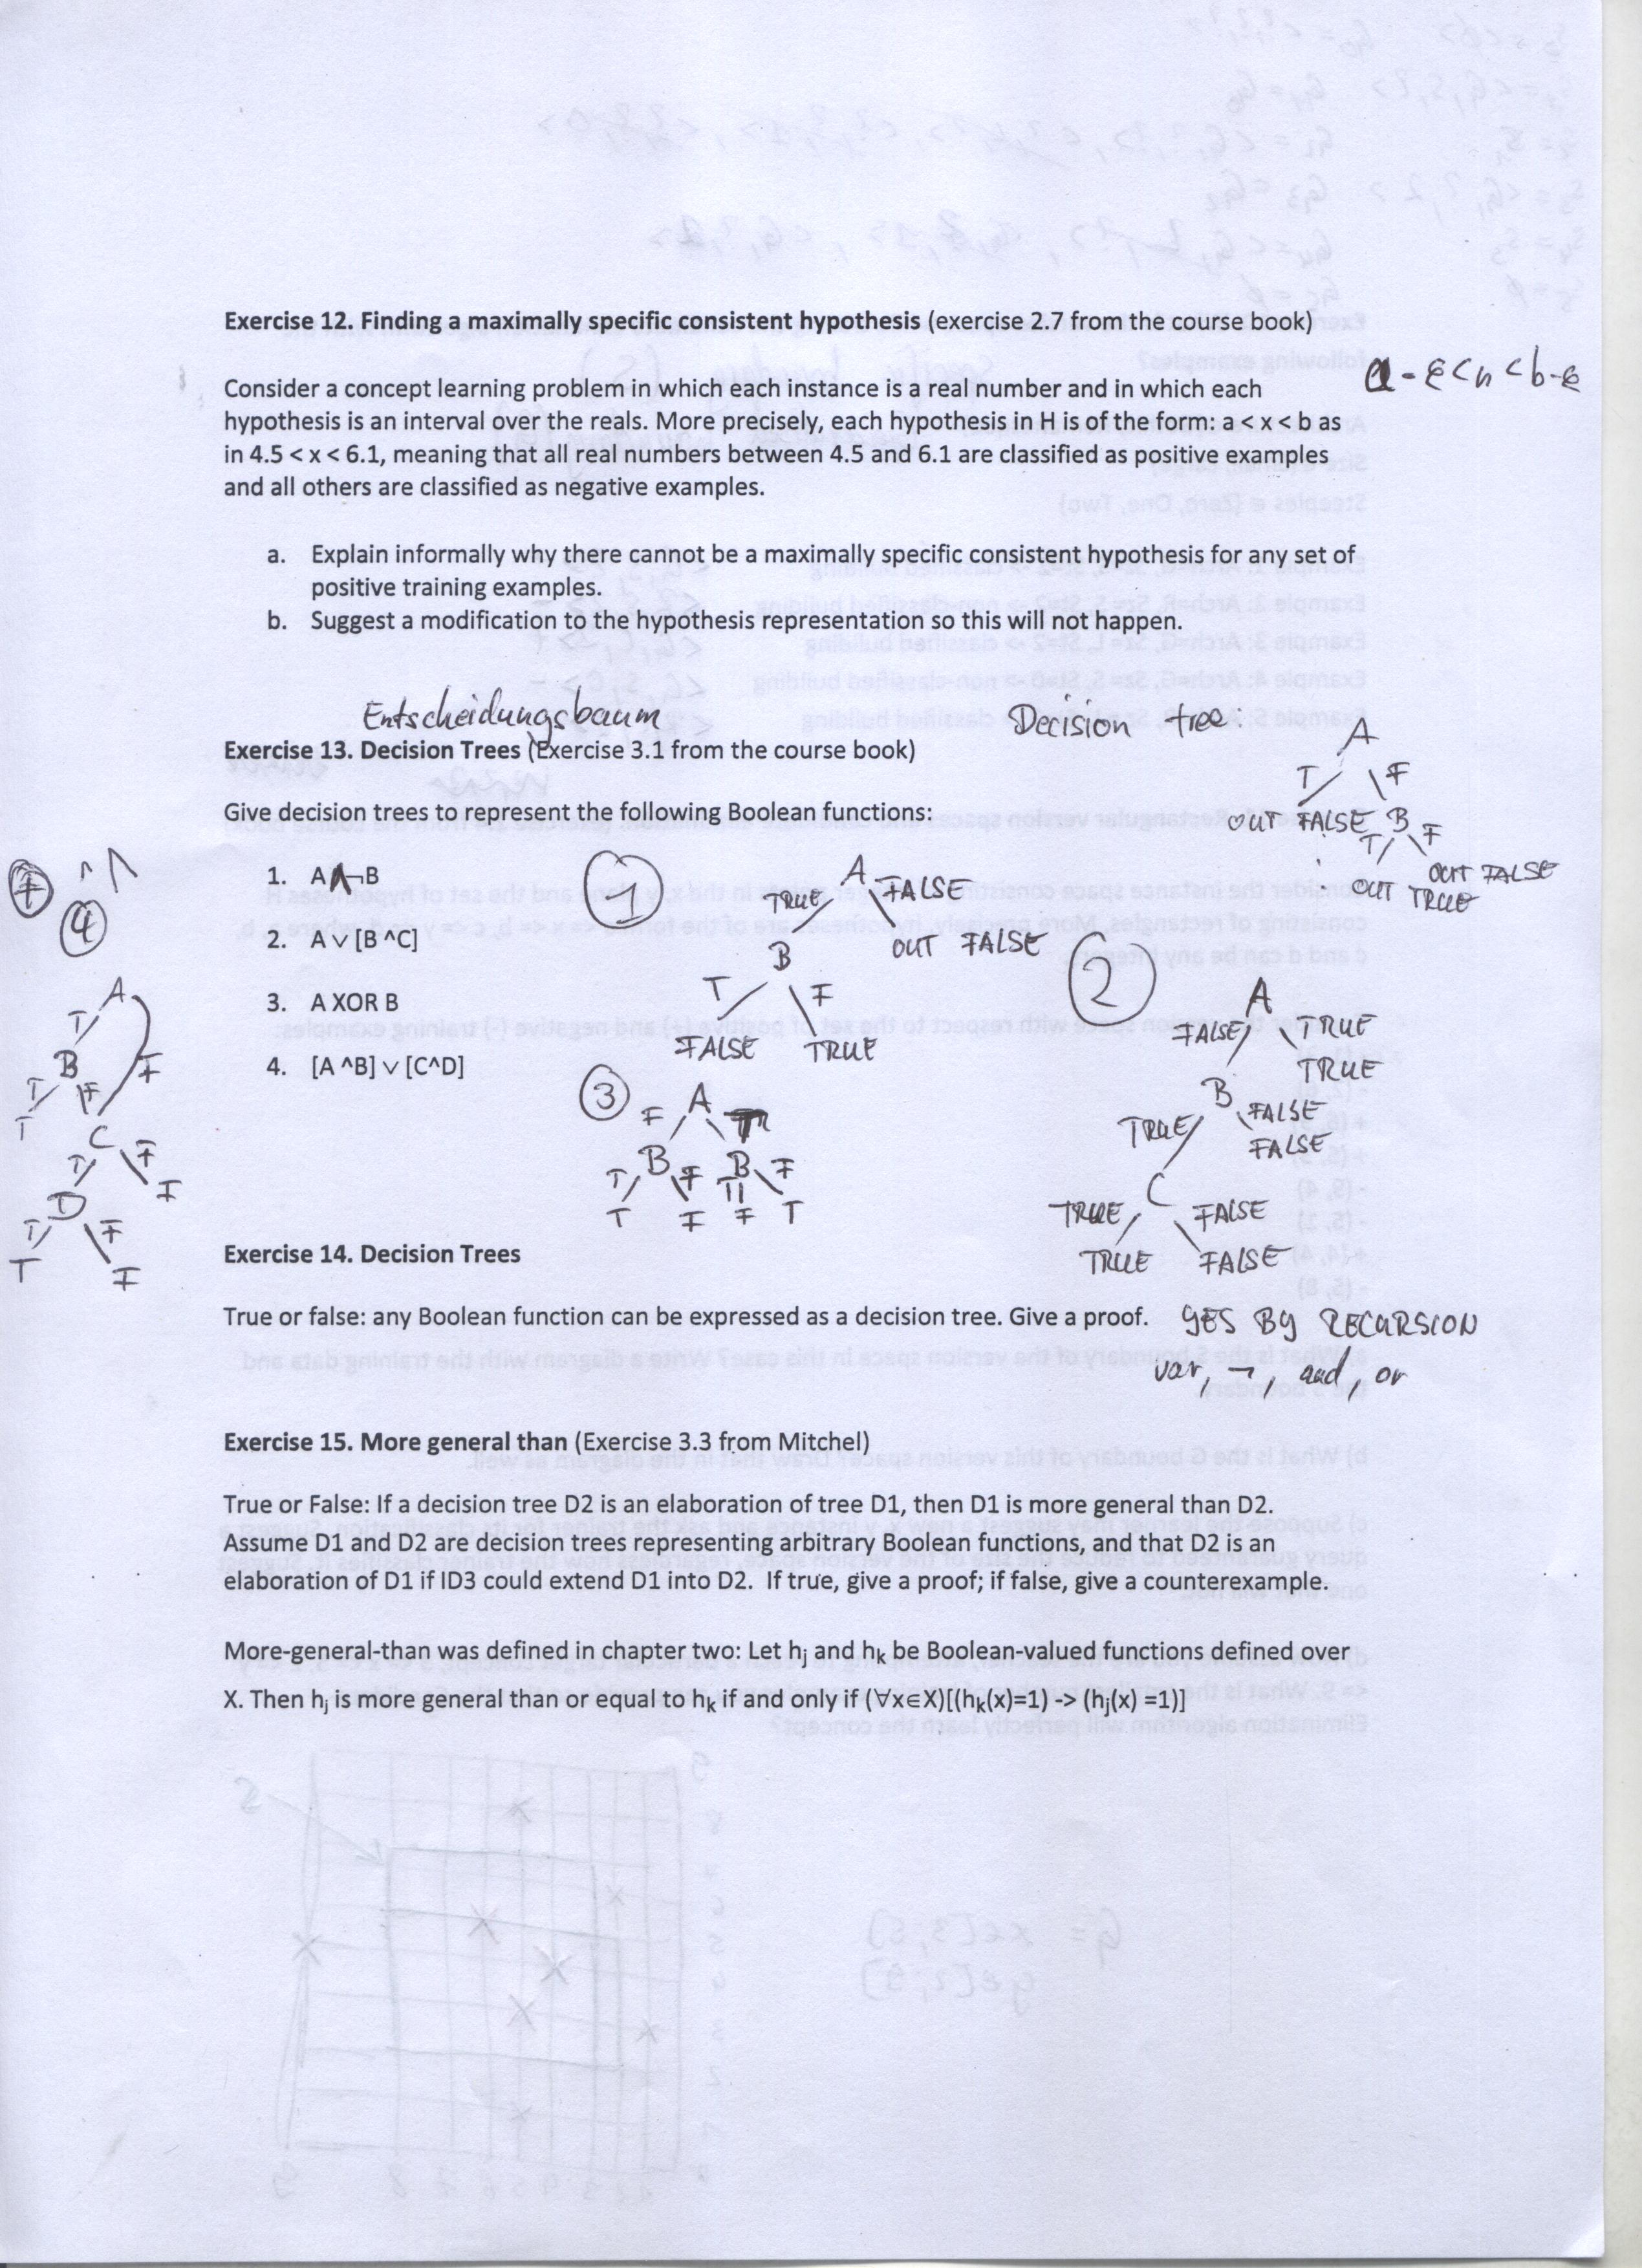 Exercise 12. Finding a maximally specific consistent hypothesis (exercise 2.7 from the course book)
a - ε < n < b - ε
Consider a concept learning problem in which each instance is a real number and in which each
hypothesis is an interval over the reals. More precisely, each hypothesis in H is of the form: a < x < b as
in 4.5 < x < 6.1, meaning that all real numbers between 4.5 and 6.1 are classified as positive examples
and all others are classified as negative examples.
a. Explain informally why there cannot be a maximally specific consistent hypothesis for any set of
positive training examples.
b. Suggest a modification to the hypothesis representation so this will not happen.
Entscheidungsbaum
Decision tree:
Exercise 13. Decision Trees (Exercise 3.1 from the course book)
A
T F
OUT FALSE B
T F
OUT TRUE OUT FALSE
Give decision trees to represent the following Boolean functions:
1. A ∧ ¬B
2. A ∨ [B ^C]
3. A XOR B
4. [A ^B] ∨ [C^D]
1
A
TRUE FALSE
B OUT FALSE
T F
FALSE TRUE
2
A
FALSE TRUE
B TRUE
TRUE FALSE
C FALSE
TRUE FALSE
TRUE FALSE
3
A
F T
B B
T F T F
T F F T
4
A
T F
B
T F
T C
T F
D F
T F
T F
Exercise 14. Decision Trees
True or false: any Boolean function can be expressed as a decision tree. Give a proof.
YES BY RECURSION
var, ¬, and, or
Exercise 15. More general than (Exercise 3.3 from Mitchel)
True or False: If a decision tree D2 is an elaboration of tree D1, then D1 is more general than D2.
Assume D1 and D2 are decision trees representing arbitrary Boolean functions, and that D2 is an
elaboration of D1 if ID3 could extend D1 into D2. If true, give a proof; if false, give a counterexample.
More-general-than was defined in chapter two: Let hj and hk be Boolean-valued functions defined over
X. Then hj is more general than or equal to hk if and only if (∀x∈X)[(hk(x)=1) -> (hj(x) =1)]